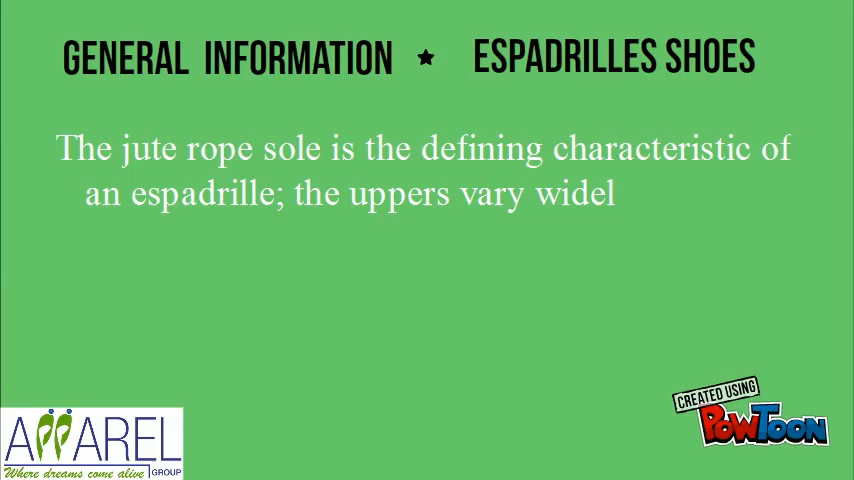 GENERAL INFORMATION ★ ESPADRILLES SHOES
The jute rope sole is the defining characteristic of
an espadrille; the uppers vary widel
CREATED USING
POWTOON
APPAREL
Where dreams come alive GROUP